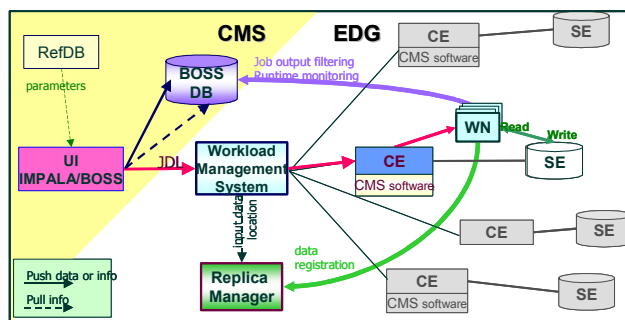 CMS
EDG
RefDB
parameters
BOSS
DB
Job output filtering
Runtime monitoring
CE
CMS software
SE
UI
IMPALA/BOSS
JDL
Workload
Management
System
CE
CMS software
WN
Read
Write
SE
input data
location
data
registration
Replica
Manager
CE
SE
CE
CMS software
SE
Push data or info
Pull info